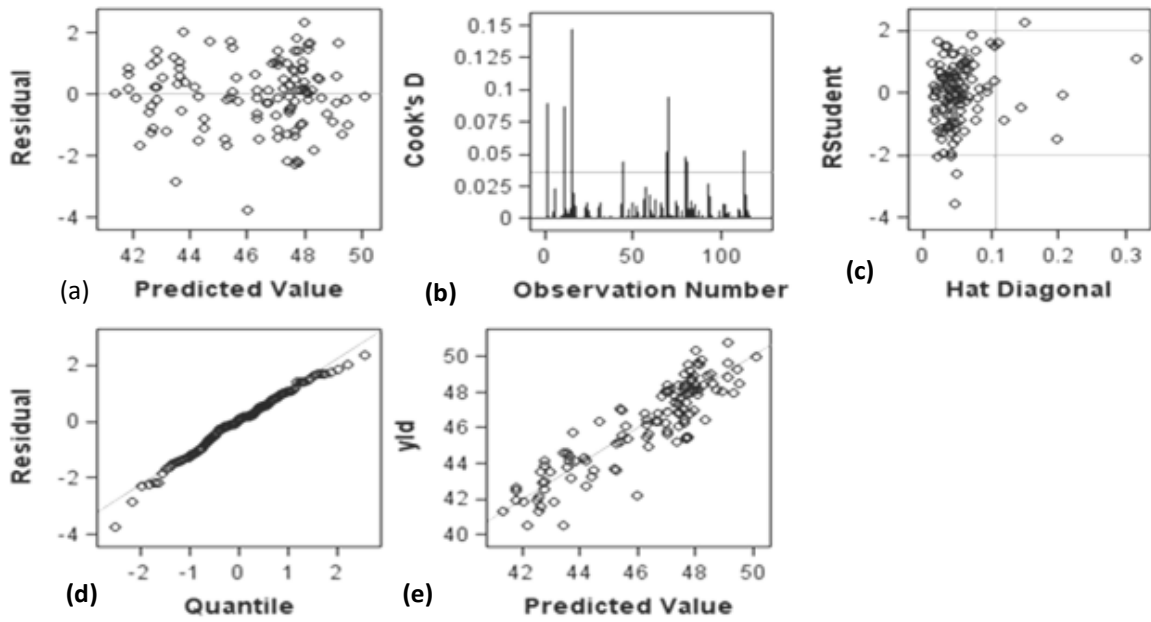 2
0
-2
-4
Residual
42 44 46 48 50
(a) Predicted Value
0.15
0.125
0.1
0.075
0.05
0.025
0
Cook's D
0 50 100
(b) Observation Number
2
0
-2
-4
RStudent
0 0.1 0.2 0.3
(c) Hat Diagonal
2
0
-2
-4
Residual
-2 -1 0 1 2
(d) Quantile
50
48
46
44
42
40
yld
42 44 46 48 50
(e) Predicted Value